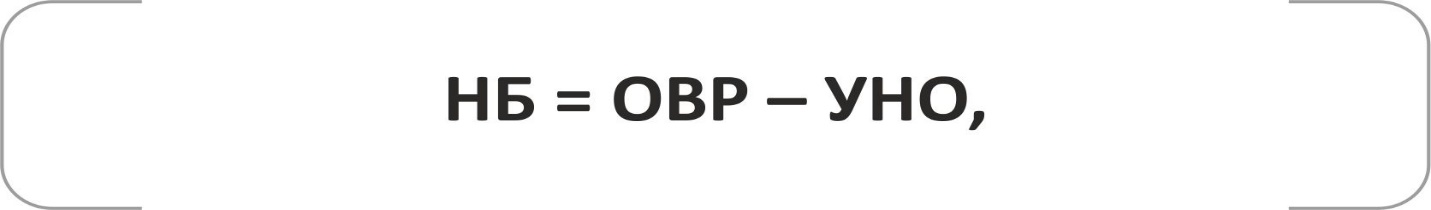 НБ = ОВР – УНО,